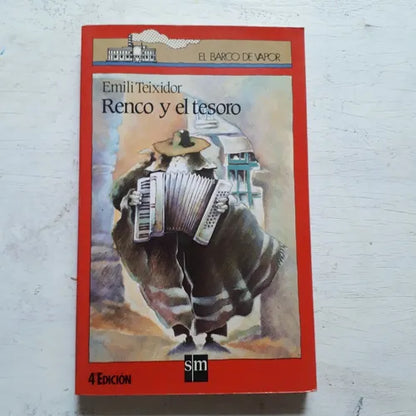 EL BARCO DE VAPOR
Emili Teixidor
Renco y el tesoro
4ª EDICIÓN
sm